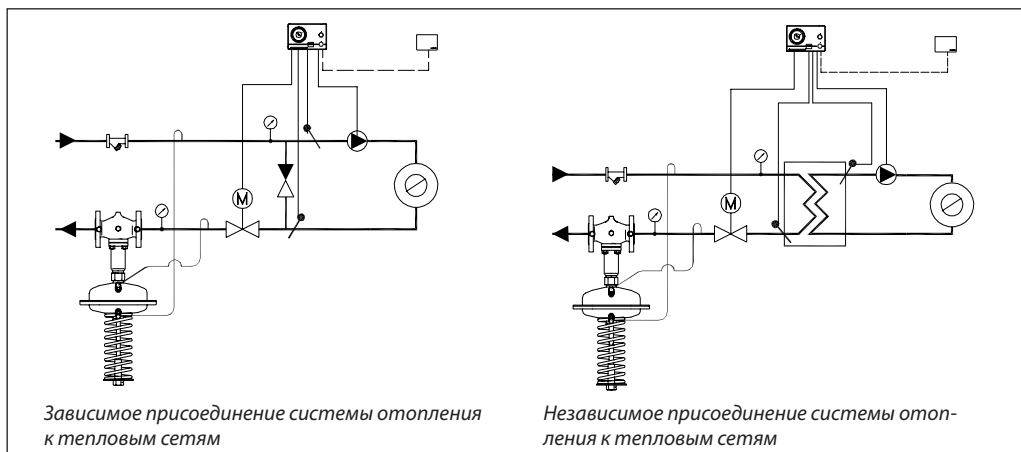 M
M
Зависимое присоединение системы отопления
к тепловым сетям
Независимое присоединение системы отоп-
ления к тепловым сетям